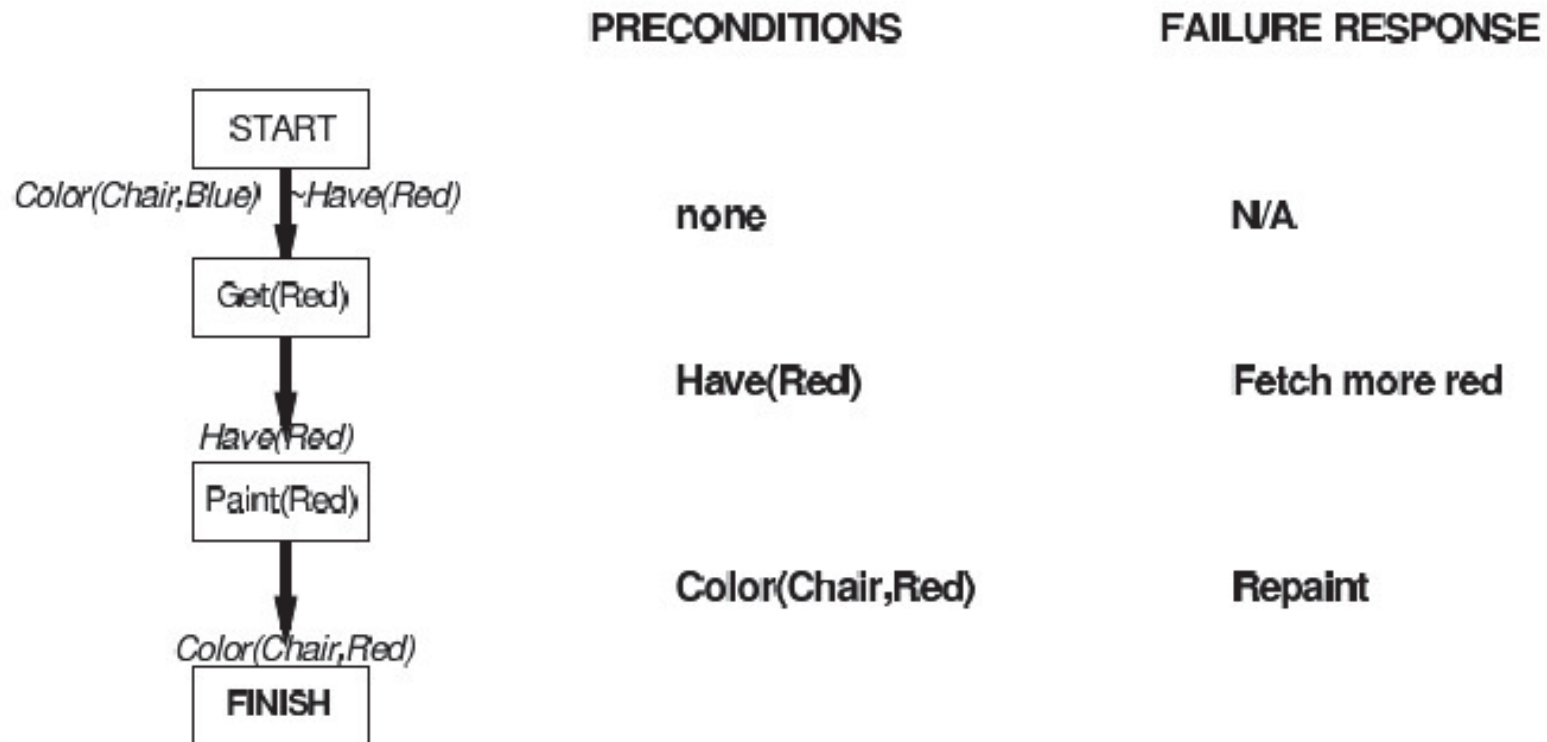 PRECONDITIONS FAILURE RESPONSE
START
Color(Chair,Blue) ~Have(Red)
none N/A
Get(Red)
Have(Red) Fetch more red
Have(Red)
Paint(Red)
Color(Chair,Red) Repaint
Color(Chair,Red)
FINISH